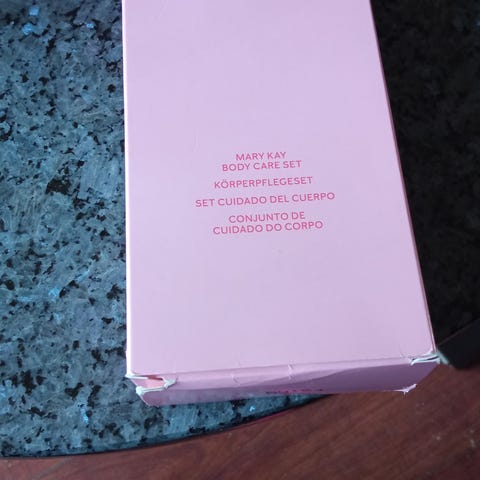 MARY KAY
BODY CARE SET
KÖRPERPFLEGESET
SET CUIDADO DEL CUERPO
CONJUNTO DE
CUIDADO DO CORPO